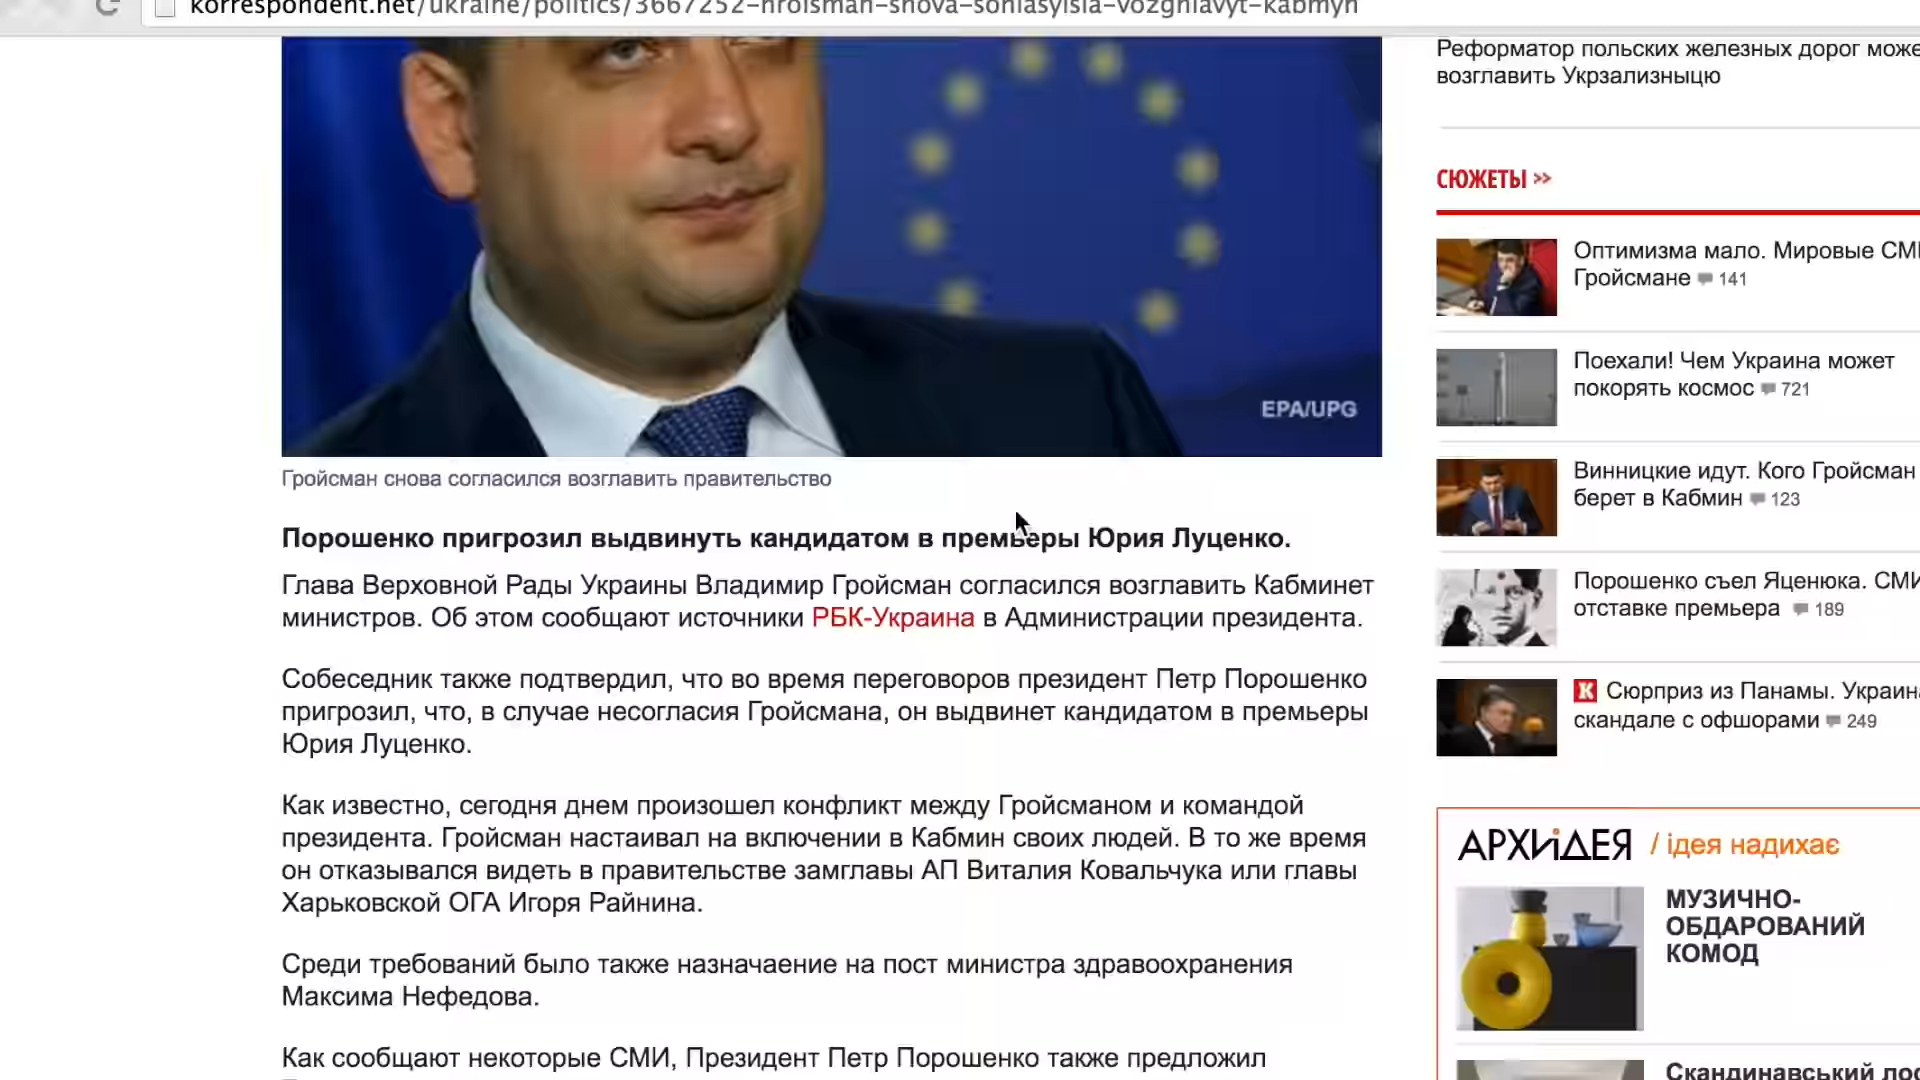 korrespondent.net/ukraine/politics/3667252-hroisman-snova-sohlasylsia-vozghlavyt-kabmyn
EPA/UPG
Гройсман снова согласился возглавить правительство
Порошенко пригрозил выдвинуть кандидатом в премьеры Юрия Луценко.
Глава Верховной Рады Украины Владимир Гройсман согласился возглавить Кабминет
министров. Об этом сообщают источники РБК-Украина в Администрации президента.
Собеседник также подтвердил, что во время переговоров президент Петр Порошенко
пригрозил, что, в случае несогласия Гройсмана, он выдвинет кандидатом в премьеры
Юрия Луценко.
Как известно, сегодня днем произошел конфликт между Гройсманом и командой
президента. Гройсман настаивал на включении в Кабмин своих людей. В то же время
он отказывался видеть в правительстве замглавы АП Виталия Ковальчука или главы
Харьковской ОГА Игоря Райнина.
Среди требований было также назначаение на пост министра здравоохранения
Максима Нефедова.
Как сообщают некоторые СМИ, Президент Петр Порошенко также предложил
Реформатор польских железных дорог може
возглавить Укрзализныцю
СЮЖЕТЫ >>
Оптимизма мало. Мировые СМИ
Гройсмане 141
Поехали! Чем Украина может
покорять космос 721
Винницкие идут. Кого Гройсман
берет в Кабмин 123
Порошенко съел Яценюка. СМИ
отставке премьера 189
К Сюрприз из Панамы. Украина
скандале с офшорами 249
АРХИДЕЯ / ідея надихає
МУЗИЧНО-
ОБДАРОВАНИЙ
КОМОД
Скандинавський лос